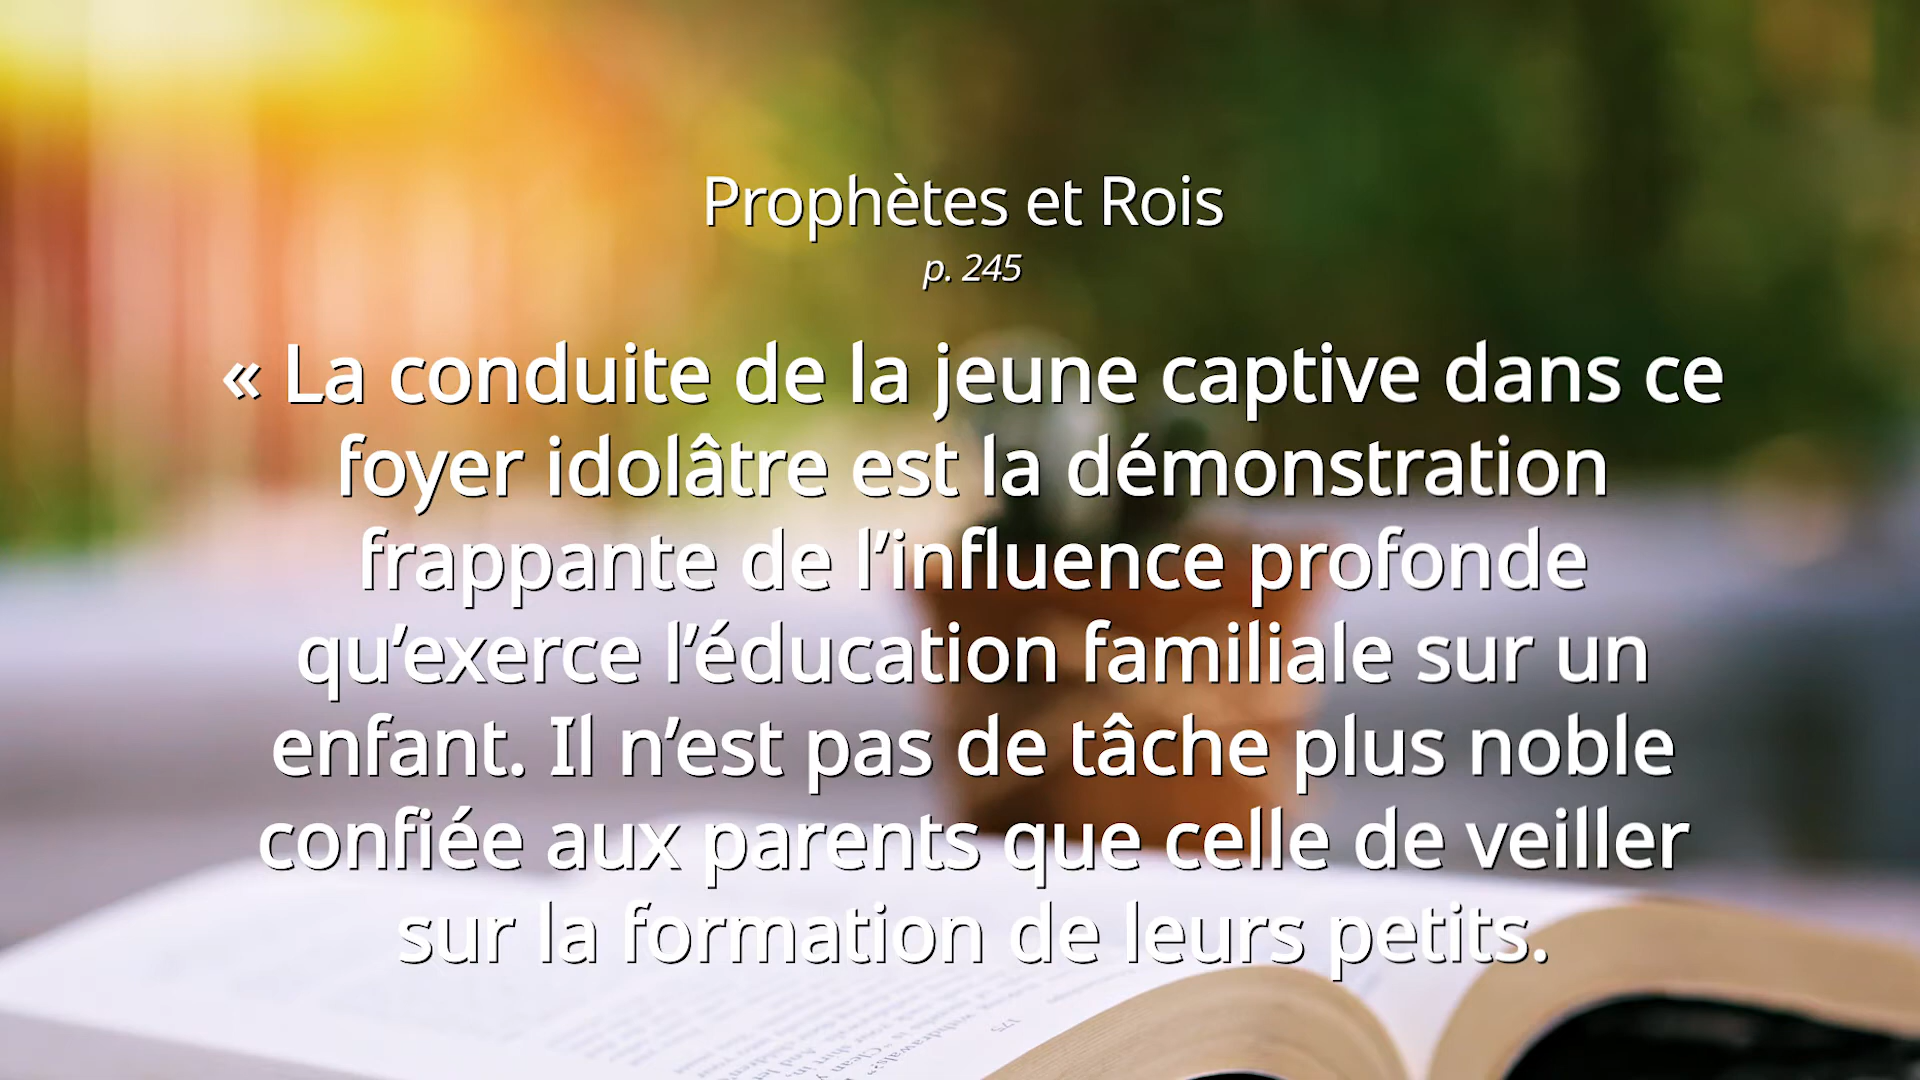 Prophètes et Rois
p. 245
« La conduite de la jeune captive dans ce
foyer idolâtre est la démonstration
frappante de l’influence profonde
qu’exerce l’éducation familiale sur un
enfant. Il n’est pas de tâche plus noble
confiée aux parents que celle de veiller
sur la formation de leurs petits.